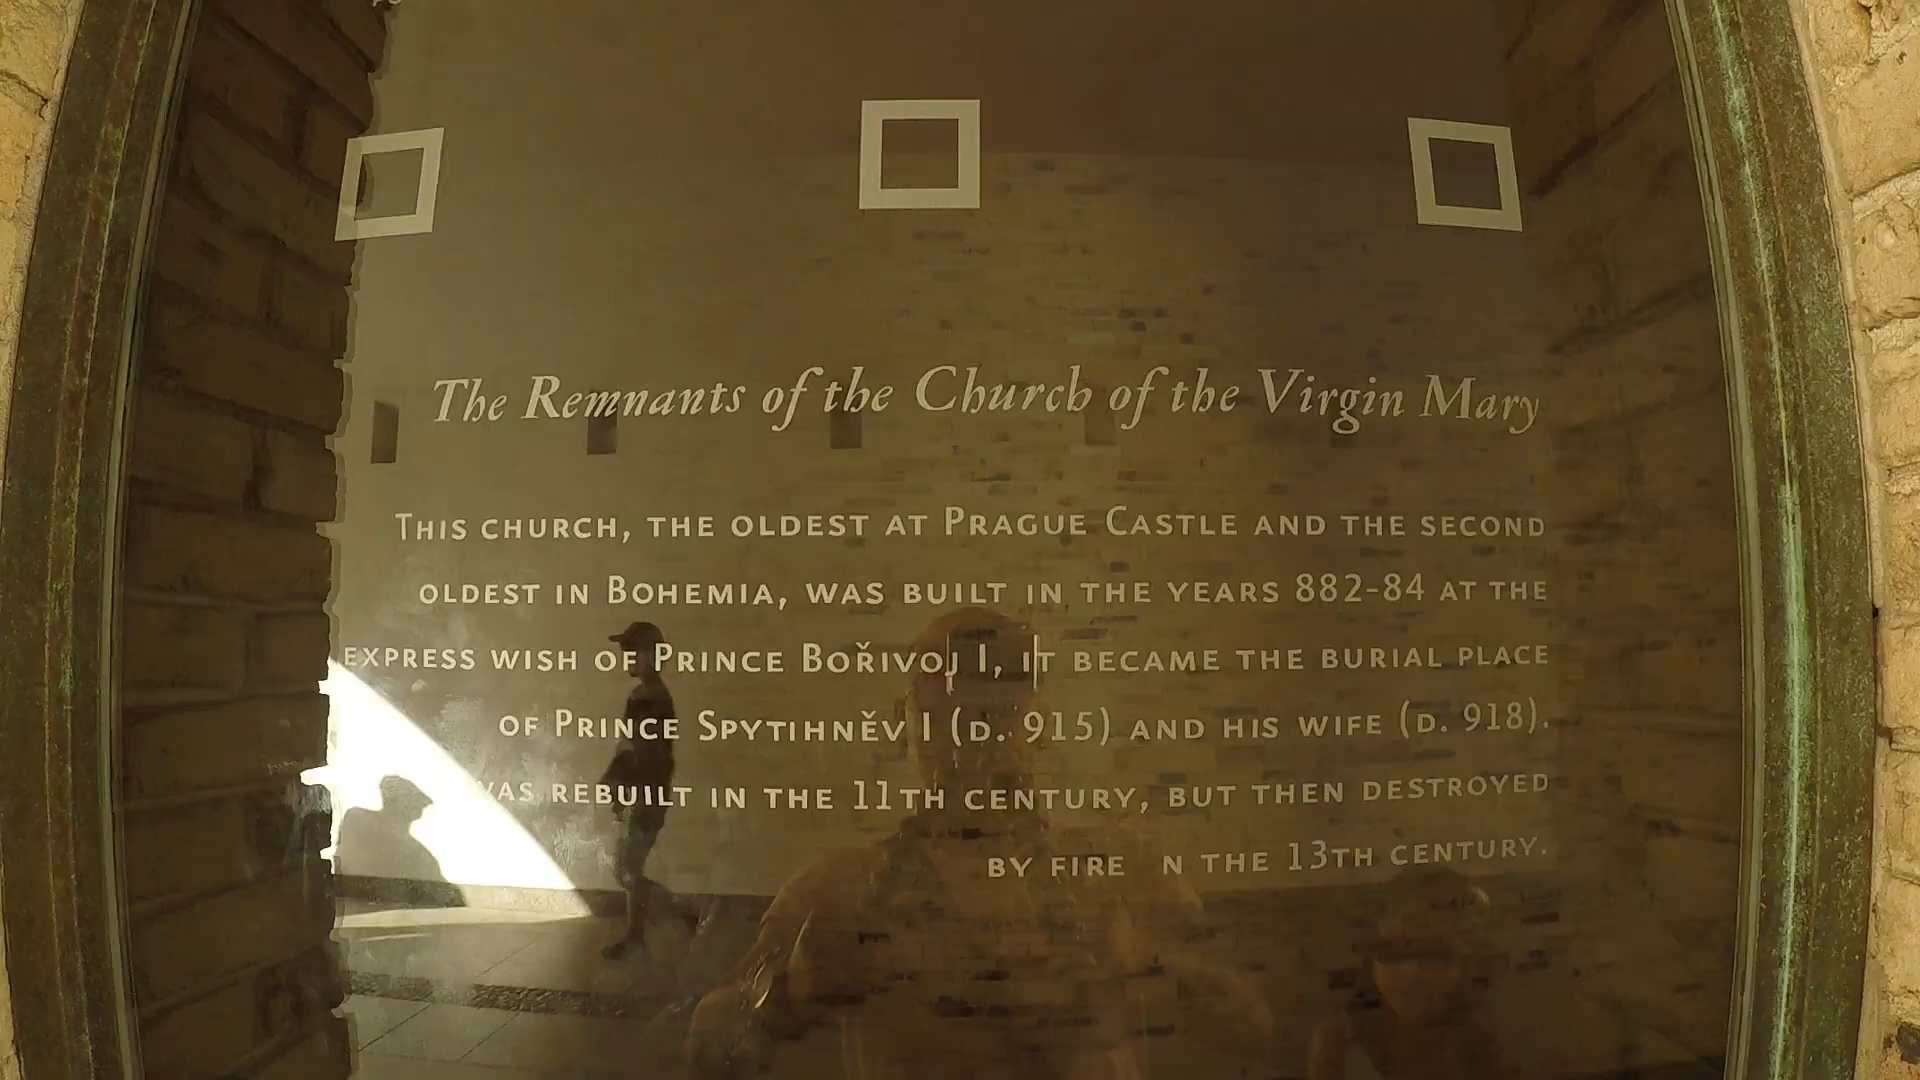 The Remnants of the Church of the Virgin Mary
This church, the oldest at Prague Castle and the second
oldest in Bohemia, was built in the years 882-84 at the
express wish of Prince Bořivoj I, it became the burial place
of Prince Spytihněv I (d. 915) and his wife (d. 918).
was rebuilt in the 11th century, but then destroyed
by fire n the 13th century.